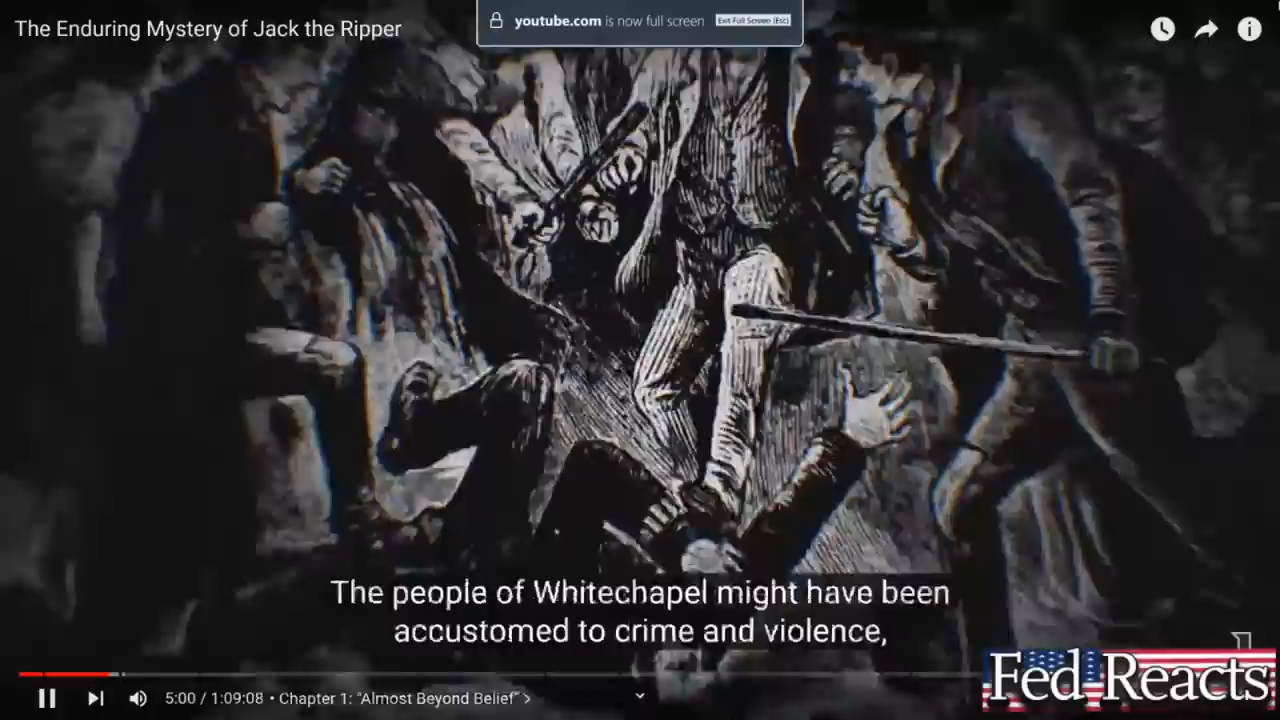 The Enduring Mystery of Jack the Ripper
youtube.com is now full screen Exit Full Screen (Esc)
The people of Whitechapel might have been
accustomed to crime and violence,
5:00 / 1:09:08 • Chapter 1: "Almost Beyond Belief" >
Fed Reacts